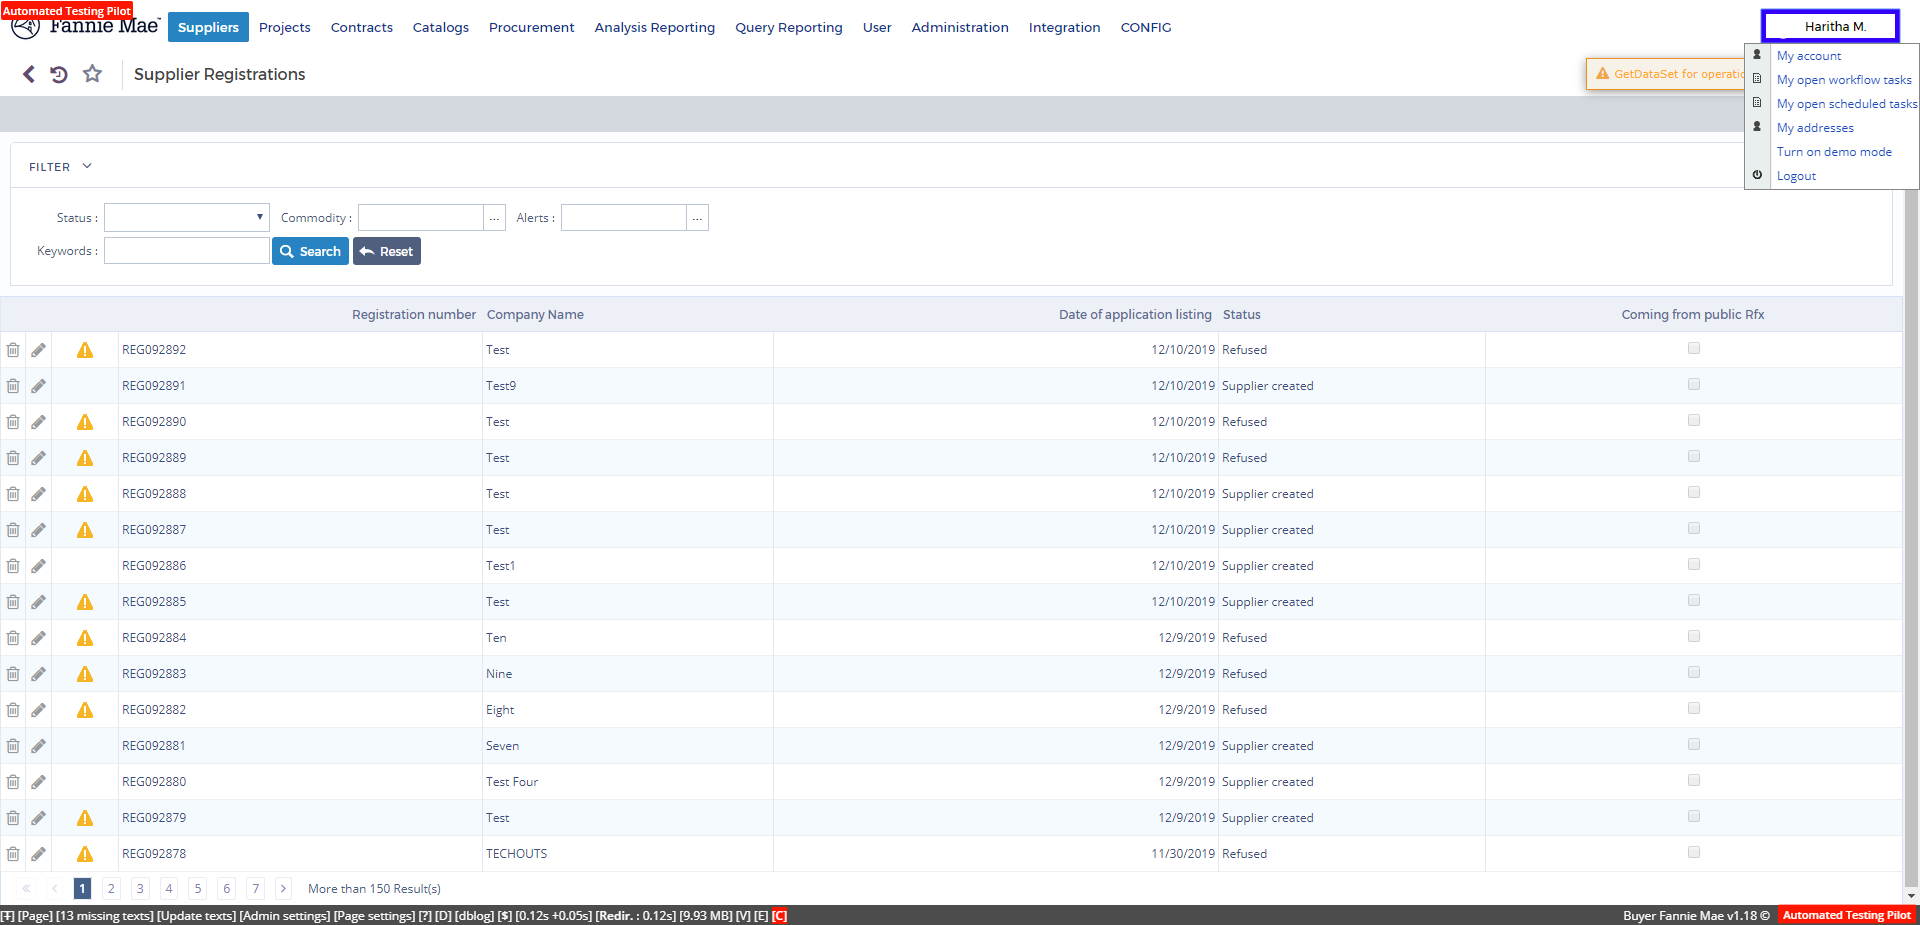 Automated Testing Pilot
Fannie Mae
Suppliers Projects Contracts Catalogs Procurement Analysis Reporting Query Reporting User Administration Integration CONFIG
Haritha M.
My account
My open workflow tasks
My open scheduled tasks
My addresses
Turn on demo mode
Logout
Supplier Registrations
GetDataSet for
FILTER
Status : Commodity : ... Alerts : ...
Keywords : Search Reset
Registration number Company Name Date of application listing Status Coming from public Rfx
REG092892 Test 12/10/2019 Refused
REG092891 Test9 12/10/2019 Supplier created
REG092890 Test 12/10/2019 Refused
REG092889 Test 12/10/2019 Refused
REG092888 Test 12/10/2019 Supplier created
REG092887 Test 12/10/2019 Supplier created
REG092886 Test1 12/10/2019 Supplier created
REG092885 Test 12/10/2019 Supplier created
REG092884 Ten 12/9/2019 Refused
REG092883 Nine 12/9/2019 Refused
REG092882 Eight 12/9/2019 Refused
REG092881 Seven 12/9/2019 Supplier created
REG092880 Test Four 12/9/2019 Supplier created
REG092879 Test 12/9/2019 Supplier created
REG092878 TECHOUTS 11/30/2019 Refused
« ‹ 1 2 3 4 5 6 7 › More than 150 Result(s)
[T] [Page] [13 missing texts] [Update texts] [Admin settings] [Page settings] [?] [D] [dblog] [$] [0.12s +0.05s] [Redir. : 0.12s] [9.93 MB] [V] [E] [C]
Buyer Fannie Mae v1.18 © Automated Testing Pilot